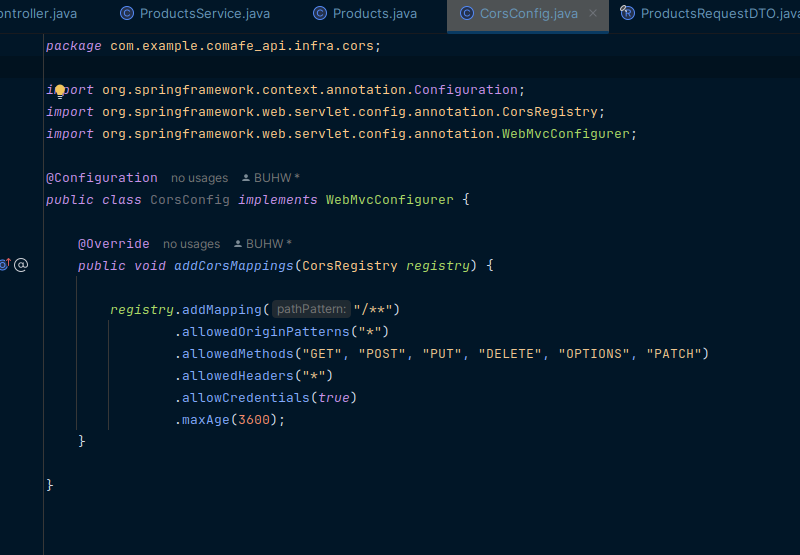 ontroller.java ProductsService.java Products.java CorsConfig.java ProductsRequestDTO.java
package com.example.comafe_api.infra.cors;
import org.springframework.context.annotation.Configuration;
import org.springframework.web.servlet.config.annotation.CorsRegistry;
import org.springframework.web.servlet.config.annotation.WebMvcConfigurer;
@Configuration no usages BUHW *
public class CorsConfig implements WebMvcConfigurer {
@Override no usages BUHW *
public void addCorsMappings(CorsRegistry registry) {
registry.addMapping( pathPattern: "/**")
.allowedOriginPatterns("*")
.allowedMethods("GET", "POST", "PUT", "DELETE", "OPTIONS", "PATCH")
.allowedHeaders("*")
.allowCredentials(true)
.maxAge(3600);
}
}